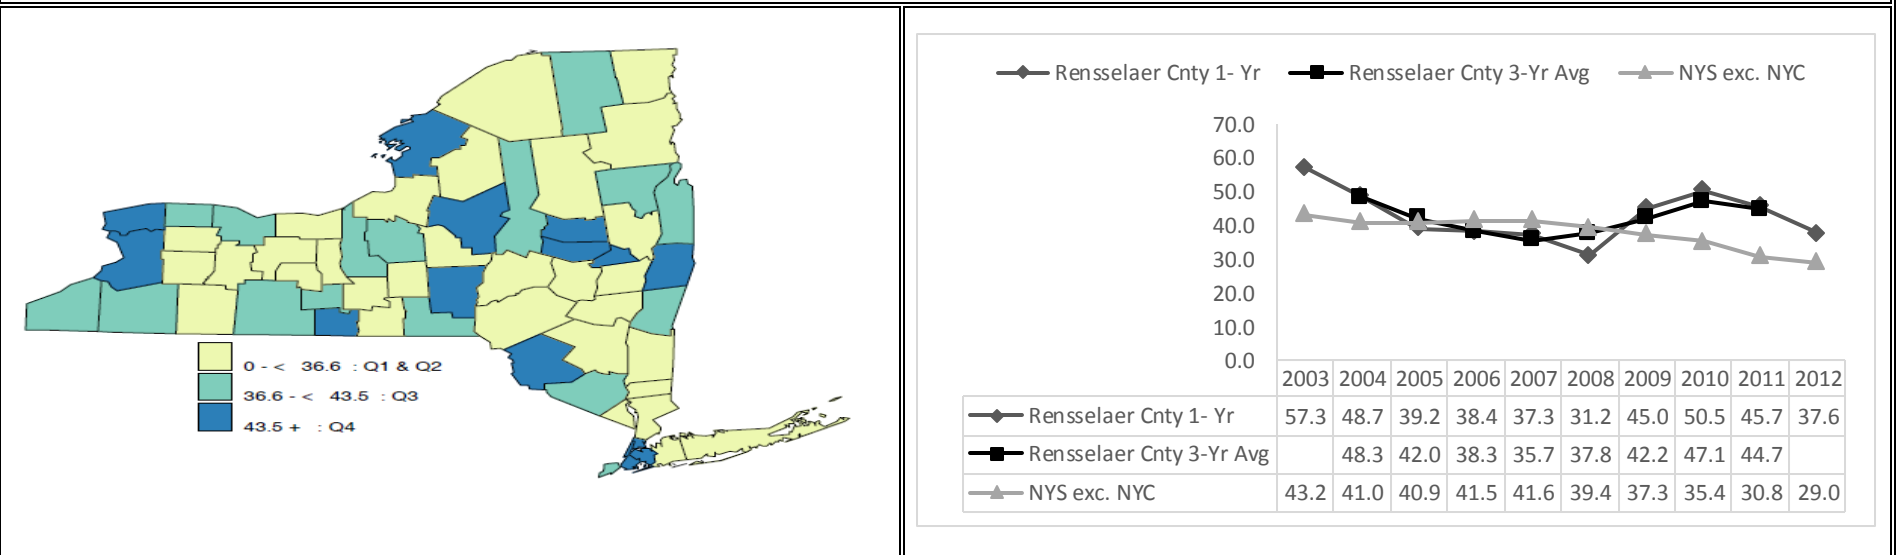 0 - < 36.6 : Q1 & Q2
36.6 - < 43.5 : Q3
43.5 + : Q4
Rensselaer Cnty 1- Yr Rensselaer Cnty 3-Yr Avg NYS exc. NYC
70.0
60.0
50.0
40.0
30.0
20.0
10.0
0.0
2003 2004 2005 2006 2007 2008 2009 2010 2011 2012
Rensselaer Cnty 1- Yr 57.3 48.7 39.2 38.4 37.3 31.2 45.0 50.5 45.7 37.6
Rensselaer Cnty 3-Yr Avg 48.3 42.0 38.3 35.7 37.8 42.2 47.1 44.7
NYS exc. NYC 43.2 41.0 40.9 41.5 41.6 39.4 37.3 35.4 30.8 29.0